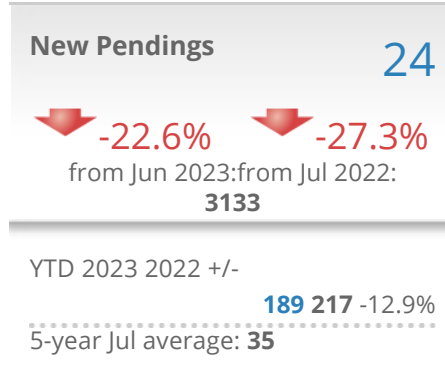 New Pendings
24
-22.6% -27.3%
from Jun 2023:from Jul 2022:
3133
YTD 2023 2022 +/-
189 217 -12.9%
5-year Jul average: 35